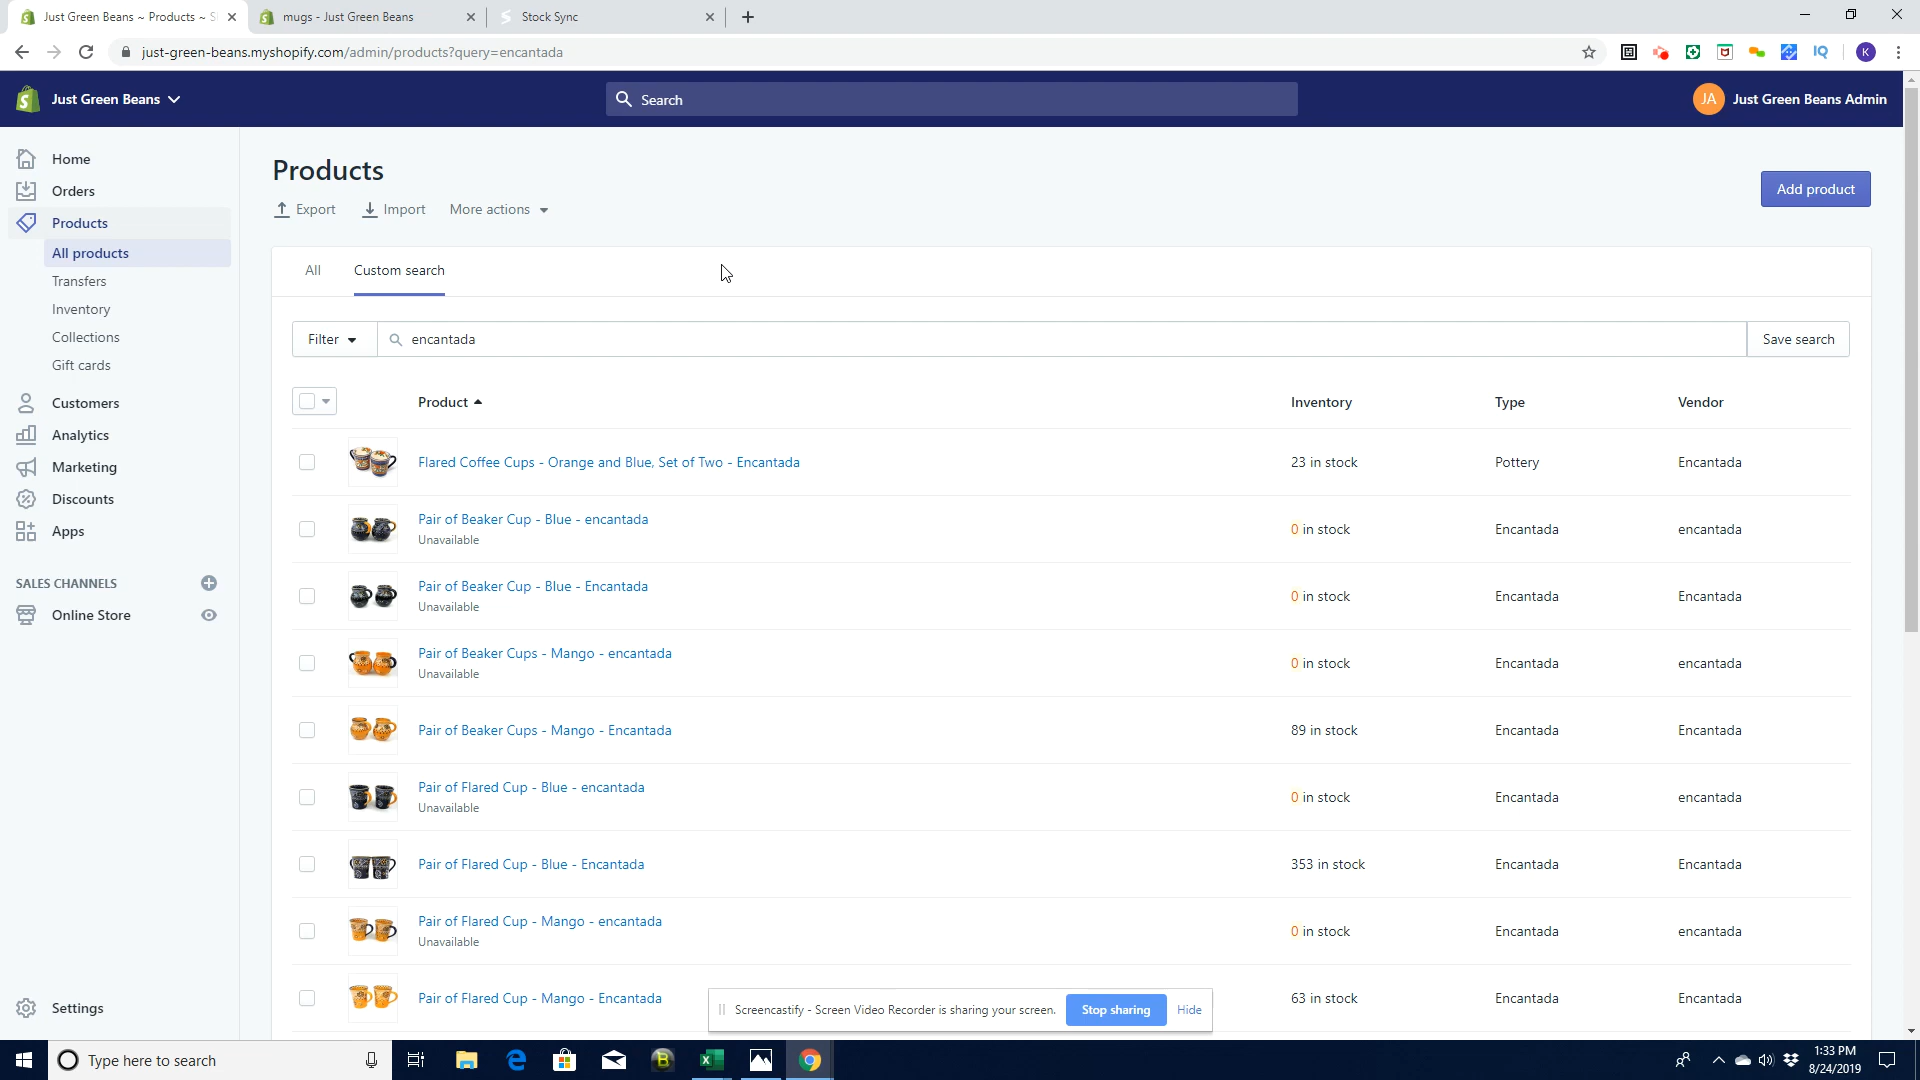 Just Green Beans ~ Products ~ S
mugs - Just Green Beans
Stock Sync
just-green-beans.myshopify.com/admin/products?query=encantada
IQ
K
Just Green Beans
Search
JA
Just Green Beans Admin
Home
Orders
Products
All products
Transfers
Inventory
Collections
Gift cards
Customers
Analytics
Marketing
Discounts
Apps
SALES CHANNELS
Online Store
Settings
Products
Export
Import
More actions
Add product
All
Custom search
Filter
encantada
Save search
Product
Inventory
Type
Vendor
Flared Coffee Cups - Orange and Blue, Set of Two - Encantada
23 in stock
Pottery
Encantada
Pair of Beaker Cup - Blue - encantada
Unavailable
0 in stock
Encantada
encantada
Pair of Beaker Cup - Blue - Encantada
Unavailable
0 in stock
Encantada
Encantada
Pair of Beaker Cups - Mango - encantada
Unavailable
0 in stock
Encantada
encantada
Pair of Beaker Cups - Mango - Encantada
89 in stock
Encantada
Encantada
Pair of Flared Cup - Blue - encantada
Unavailable
0 in stock
Encantada
encantada
Pair of Flared Cup - Blue - Encantada
353 in stock
Encantada
Encantada
Pair of Flared Cup - Mango - encantada
Unavailable
0 in stock
Encantada
encantada
Pair of Flared Cup - Mango - Encantada
63 in stock
Encantada
Encantada
Screencastify - Screen Video Recorder is sharing your screen.
Stop sharing
Hide
Type here to search
1:33 PM
8/24/2019